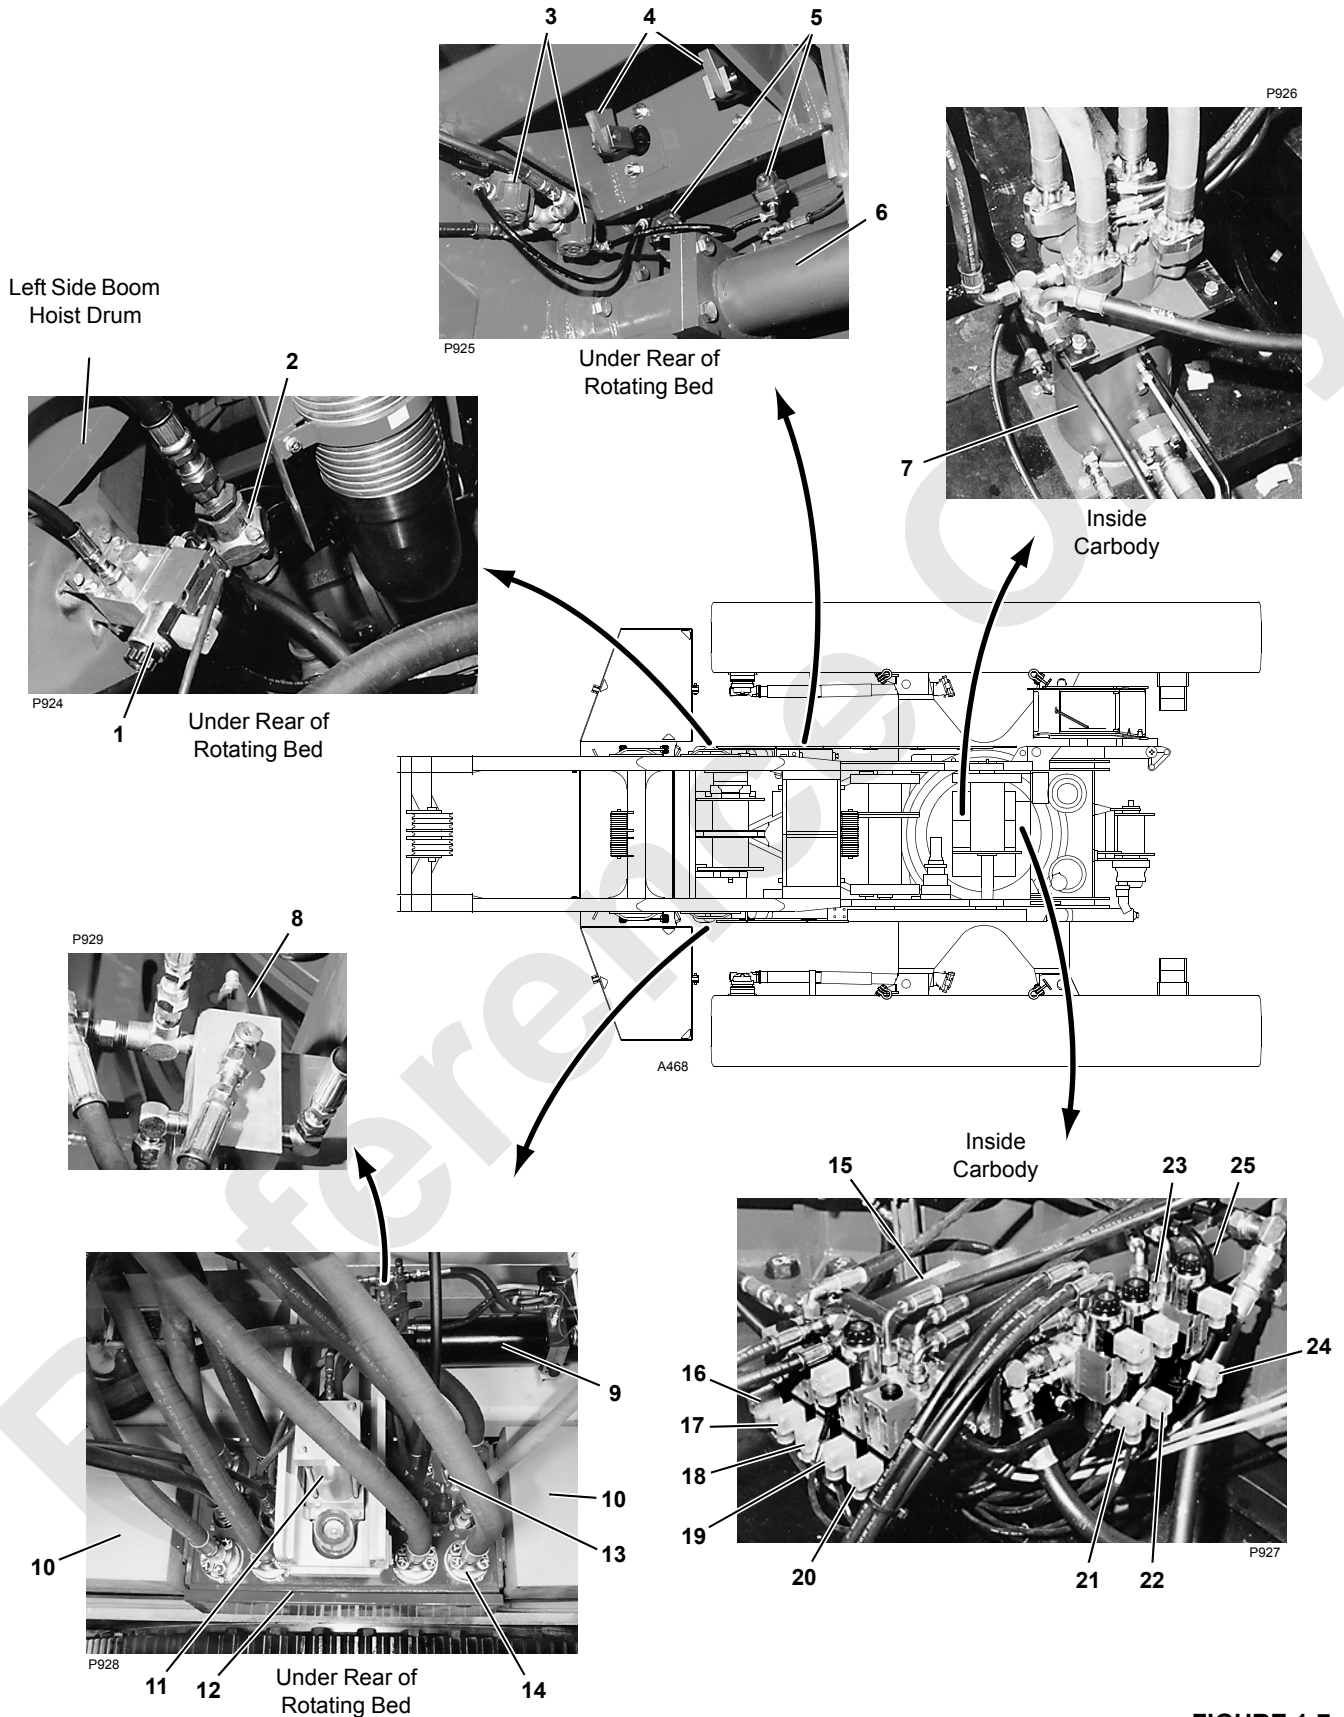 3
4
5
P926
6
P925
Under Rear of
Rotating Bed
Left Side Boom
Hoist Drum
2
7
Inside
Carbody
P924
1
Under Rear of
Rotating Bed
8
P929
A468
Inside
Carbody
15
23
25
9
16
17
18
19
20
24
10
10
13
21
22
P927
P928
11
12
14
Under Rear of
Rotating Bed
Reference Only